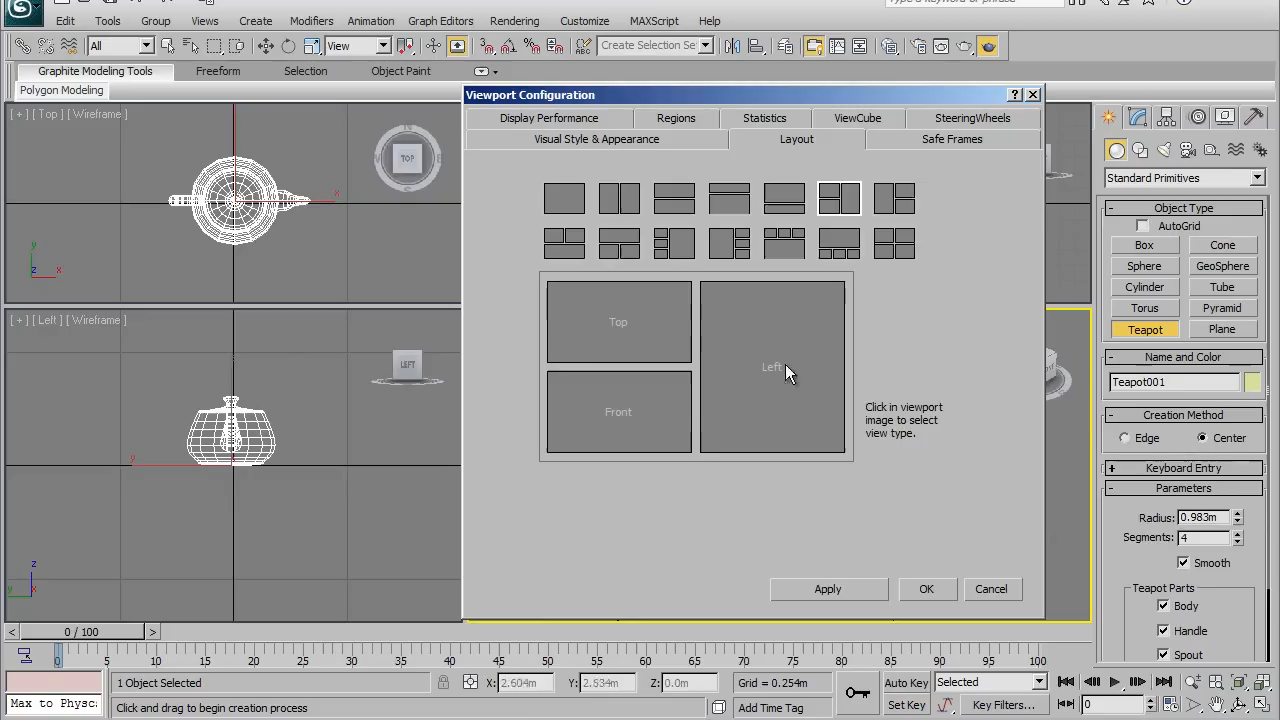 Create a Keyword or Phrase
Edit Tools Group Views Create Modifiers Animation Graph Editors Rendering Customize MAXScript Help
All View Create Selection Se
Graphite Modeling Tools Freeform Selection Object Paint
Polygon Modeling
[ + ] [ Top ] [ Wireframe ]
TOP
x
y
z x
[ + ] [ Left ] [ Wireframe ]
LEFT
y
z
y x
Viewport Configuration
Display Performance Regions Statistics ViewCube SteeringWheels
Visual Style & Appearance Layout Safe Frames
Top
Left
Front
Click in viewport
image to select
view type.
Apply OK Cancel
Standard Primitives
- Object Type
AutoGrid
Box Cone
Sphere GeoSphere
Cylinder Tube
Torus Pyramid
Teapot Plane
- Name and Color
Teapot001
- Creation Method
Edge Center
+ Keyboard Entry
- Parameters
Radius: 0.983m
Segments: 4
Smooth
Teapot Parts
Body
Handle
Spout
< 0 / 100 >
0 5 10 15 20 25 30 35 40 45 50 55 60 65 70 75 80 85 90 95 100
1 Object Selected X: 2.604m Y: 2.534m Z: 0.0m Grid = 0.254m Auto Key Selected
Max to Physc: Click and drag to begin creation process Add Time Tag Set Key Key Filters... 0